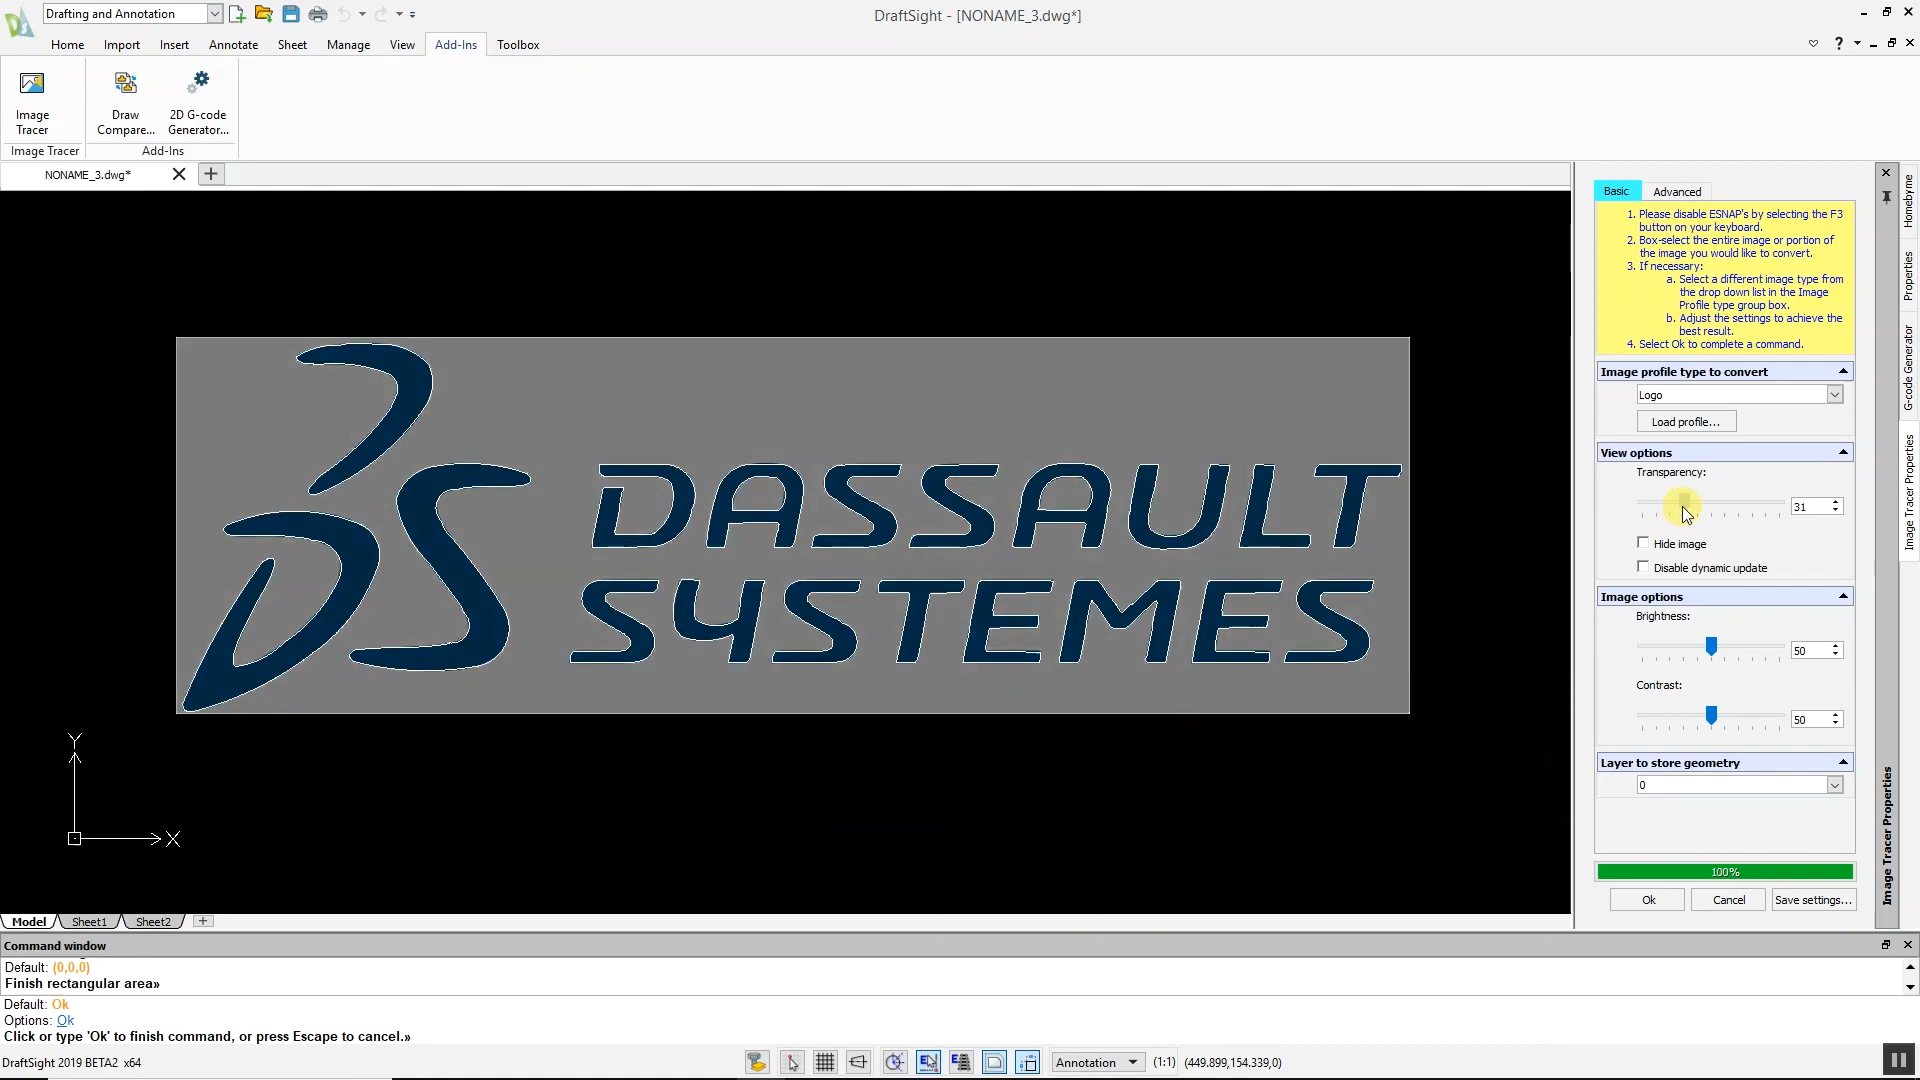 Drafting and Annotation
DraftSight - [NONAME_3.dwg*]
Home Import Insert Annotate Sheet Manage View Add-Ins Toolbox
?
Image Tracer
Draw Compare...
2D G-code Generator...
Image Tracer
Add-Ins
NONAME_3.dwg*
DS DASSAULT
SYSTEMES
Y
X
Basic Advanced
1. Please disable ESNAP's by selecting the F3
button on your keyboard.
2. Box-select the entire image or portion of
the image you would like to convert.
3. If necessary:
a. Select a different image type from
the drop down list in the Image
Profile type group box.
b. Adjust the settings to achieve the
best result.
4. Select Ok to complete a command.
Image profile type to convert
Logo
Load profile...
View options
Transparency:
31
Hide image
Disable dynamic update
Image options
Brightness:
50
Contrast:
50
Layer to store geometry
0
100%
Ok Cancel Save settings...
Homebyme
Properties
G-code Generator
Image Tracer Properties
Image Tracer Properties
Model Sheet1 Sheet2
Command window
Default: (0,0,0)
Finish rectangular area»
Default: Ok
Options: Ok
Click or type 'Ok' to finish command, or press Escape to cancel.»
DraftSight 2019 BETA2 x64
Annotation (1:1) (449.899,154.339,0)